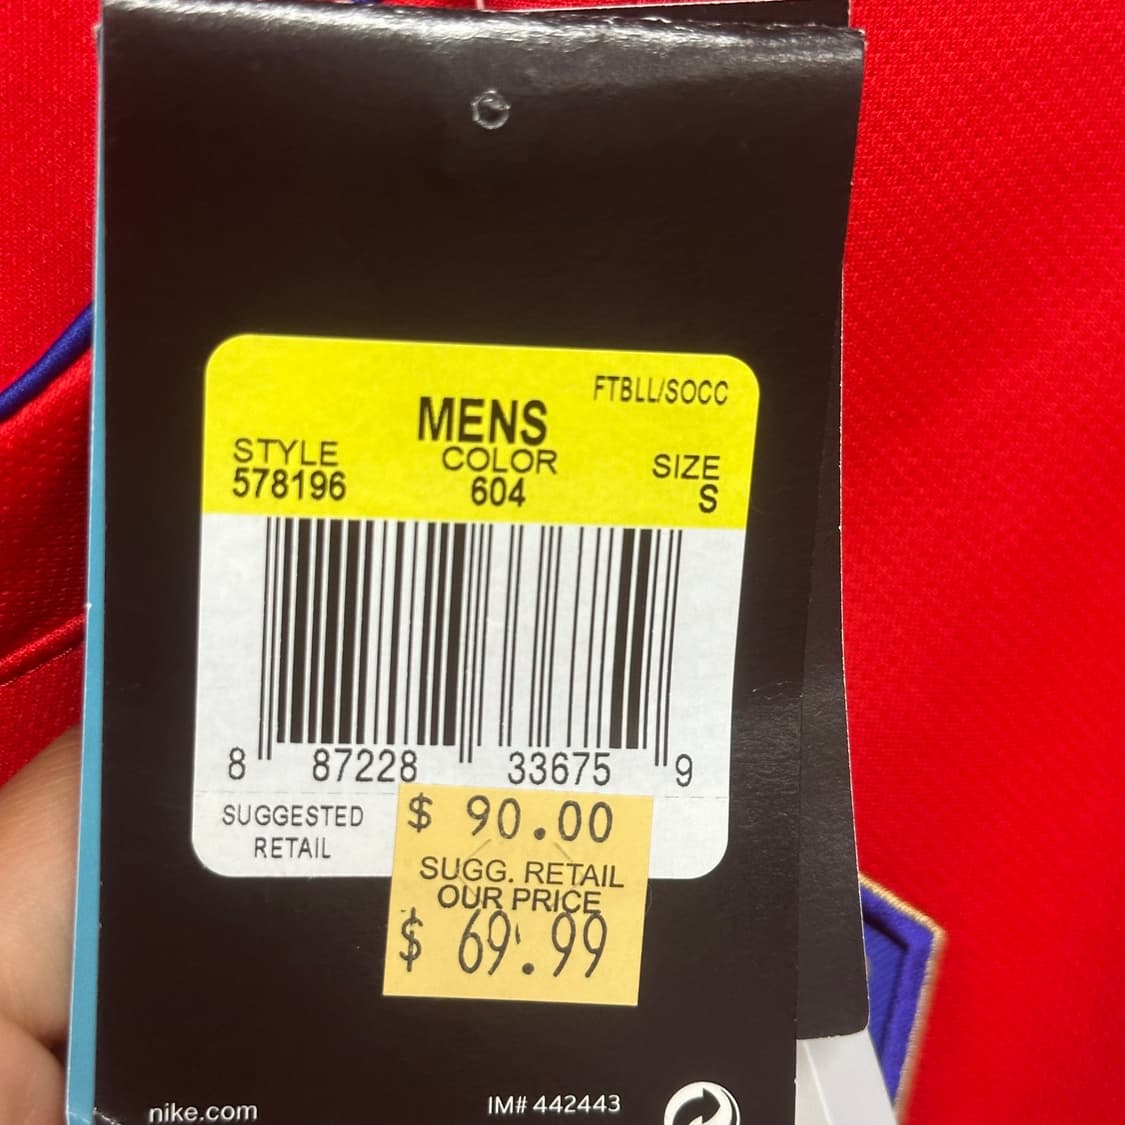 FTBLL/SOCC
MENS
STYLE COLOR SIZE
578196 604 S
8 87228 33675 9
SUGGESTED
RETAIL
$ 90.00
SUGG. RETAIL
OUR PRICE
$ 69.99
nike.com IM# 442443